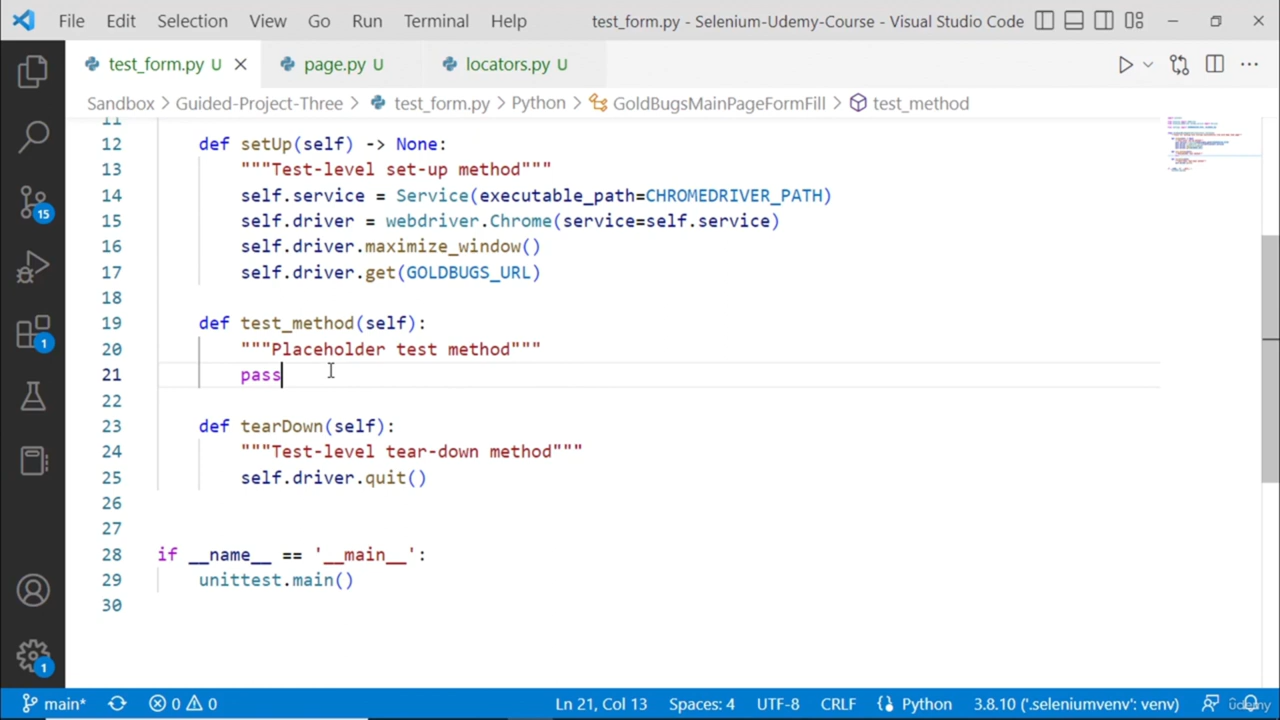 File Edit Selection View Go Run Terminal Help test_form.py - Selenium-Udemy-Course - Visual Studio Code
test_form.py U page.py U locators.py U
Sandbox > Guided-Project-Three > test_form.py > Python > GoldBugsMainPageFormFill > test_method
11
12 def setUp(self) -> None:
13 """Test-level set-up method"""
14 self.service = Service(executable_path=CHROMEDRIVER_PATH)
15 self.driver = webdriver.Chrome(service=self.service)
16 self.driver.maximize_window()
17 self.driver.get(GOLDBUGS_URL)
18
19 def test_method(self):
20 """Placeholder test method"""
21 pass
22
23 def tearDown(self):
24 """Test-level tear-down method"""
25 self.driver.quit()
26
27
28 if __name__ == '__main__':
29 unittest.main()
30
15
1
1
main* 0 0 Ln 21, Col 13 Spaces: 4 UTF-8 CRLF Python 3.8.10 ('.seleniumvenv': venv)
ûdemy